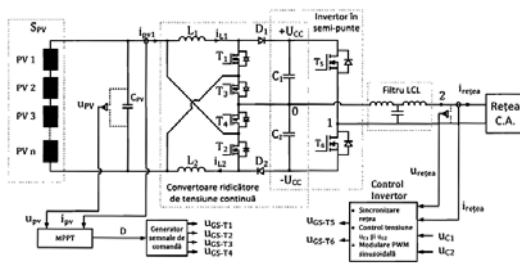 S_PV
PV 1
PV 2
PV 3
PV n
u_PV
C_PV
i_pv1
L_1
i_L1
D_1
T_1
T_3
T_4
T_2
L_2
i_L2
D_2
Convertoare ridicător
de tensiune continuă
+U_CC
C_1
0
C_2
-U_CC
Invertor în
semi-punte
T_5
1
T_6
Filtru LCL
2
i_rețea
Rețea
C.A.
u_rețea
u_pv
i_pv
MPPT
D
Generator
semnale de
comandă
u_GS-T1
u_GS-T2
u_GS-T3
u_GS-T4
u_GS-T5
u_GS-T6
Control
Invertor
• Sincronizare
rețea
• Control tensiune
u_C1 și u_C2
• Modulare PWM
sinusoidală
i_rețea
u_C1
u_C2